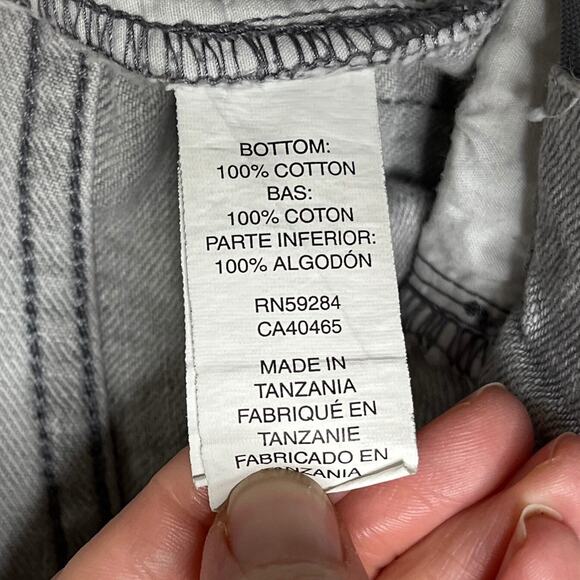 BOTTOM:
100% COTTON
BAS:
100% COTON
PARTE INFERIOR:
100% ALGODÓN
RN59284
CA40465
MADE IN
TANZANIA
FABRIQUÉ EN
TANZANIE
FABRICADO EN
TANZANIA